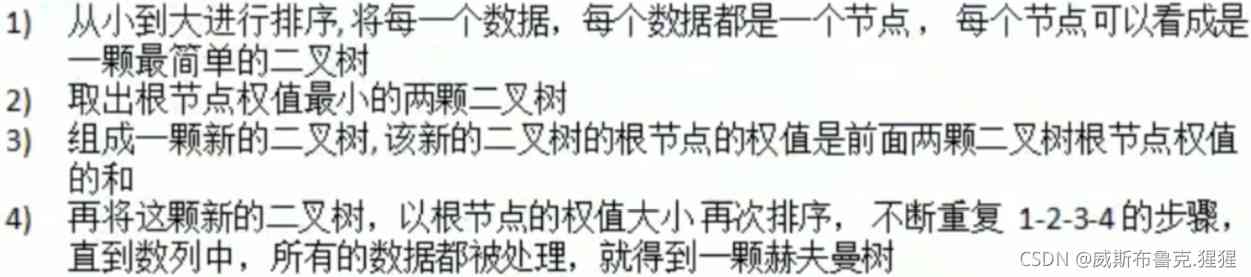 1) 从小到大进行排序,将每一个数据，每个数据都是一个节点，每个节点可以看成是
一颗最简单的二叉树
2) 取出根节点权值最小的两颗二叉树
3) 组成一颗新的二叉树,该新的二叉树的根节点的权值是前面两颗二叉树根节点权值
的和
4) 再将这颗新的二叉树，以根节点的权值大小 再次排序，不断重复 1-2-3-4 的步骤，
直到数列中，所有的数据都被处理，就得到一颗赫夫曼树
CSDN @威斯布鲁克.猩猩